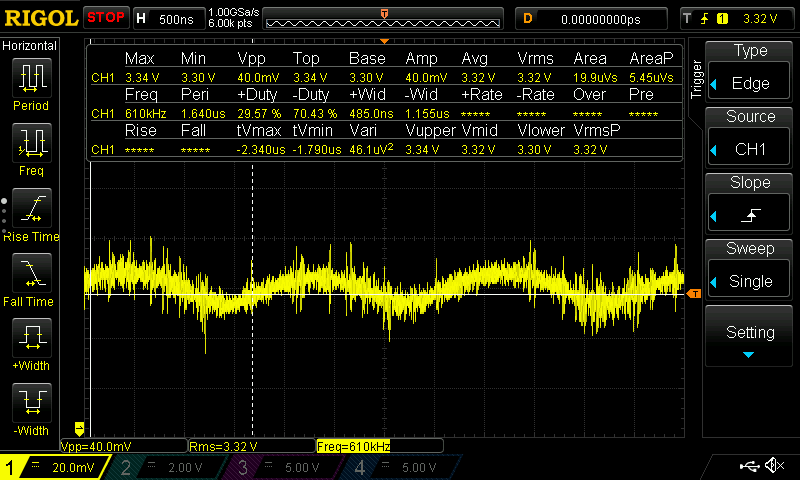 RIGOL STOP H 500ns 1.00GSa/s 6.00k pts T D 0.00000000ps T 1 3.32 V
Horizontal
Period
Freq
Rise Time
Fall Time
+Width
-Width
Max Min Vpp Top Base Amp Avg Vrms Area AreaP
CH1 3.34 V 3.30 V 40.0mV 3.34 V 3.30 V 40.0mV 3.32 V 3.32 V 19.9uVs 5.45uVs
Freq Peri +Duty -Duty +Wid -Wid +Rate -Rate Over Pre
CH1 610kHz 1.640us 29.57 % 70.43 % 485.0ns 1.155us ***** ***** ***** *****
Rise Fall tVmax tVmin Vari Vupper Vmid Vlower VrmsP
CH1 ***** ***** -2.340us -1.790us 46.1uV² 3.34 V 3.32 V 3.30 V 3.32 V
T
Trigger
Type
Edge
Source
CH1
Slope
Sweep
Single
Setting
Vpp=40.0mV Rms=3.32 V Freq=610kHz
1 = 20.0mV 2 = 2.00 V 3 = 5.00 V 4 = 5.00 V